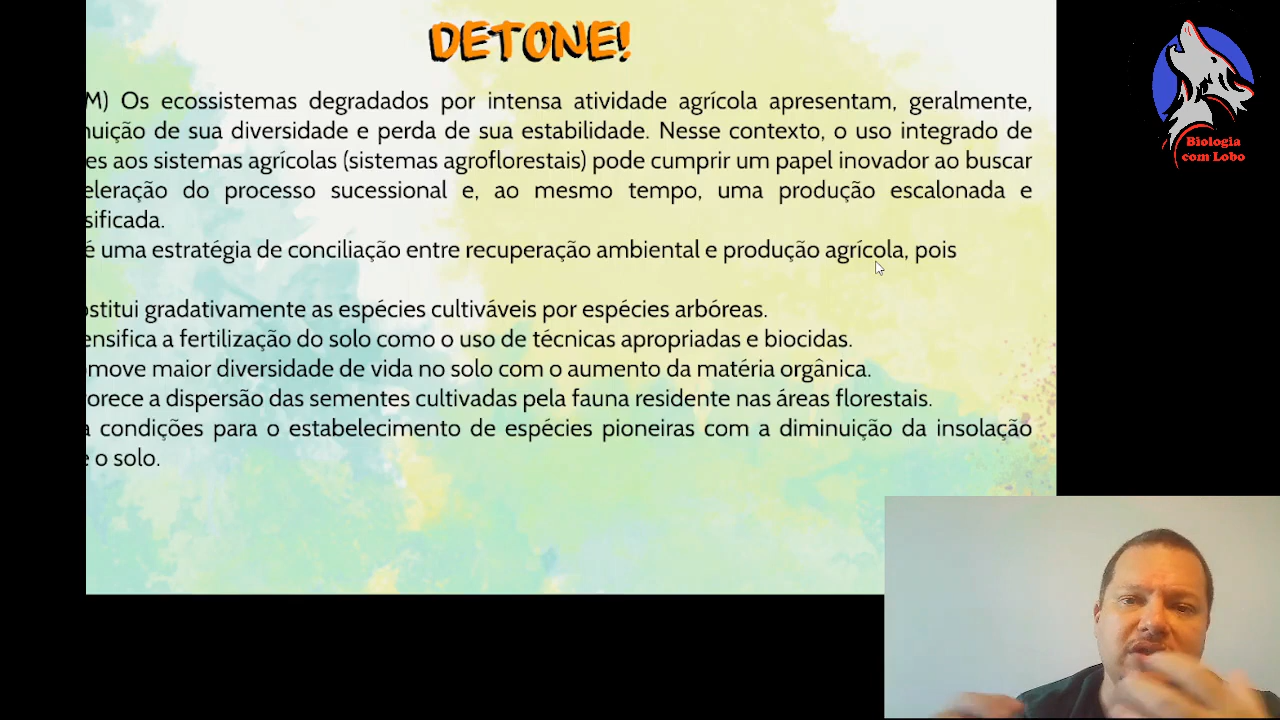 DETONE!
M) Os ecossistemas degradados por intensa atividade agrícola apresentam, geralmente,
nuição de sua diversidade e perda de sua estabilidade. Nesse contexto, o uso integrado de
es aos sistemas agrícolas (sistemas agroflorestais) pode cumprir um papel inovador ao buscar
eleração do processo sucessional e, ao mesmo tempo, uma produção escalonada e
sificada.
é uma estratégia de conciliação entre recuperação ambiental e produção agrícola, pois
stitui gradativamente as espécies cultiváveis por espécies arbóreas.
ensifica a fertilização do solo como o uso de técnicas apropriadas e biocidas.
move maior diversidade de vida no solo com o aumento da matéria orgânica.
orece a dispersão das sementes cultivadas pela fauna residente nas áreas florestais.
a condições para o estabelecimento de espécies pioneiras com a diminuição da insolação
e o solo.
Biologia
com Lobo